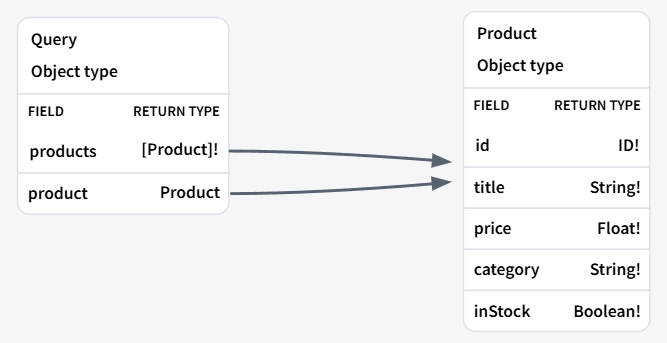 Query
Object type
FIELD RETURN TYPE
products [Product]!
product Product
Product
Object type
FIELD RETURN TYPE
id ID!
title String!
price Float!
category String!
inStock Boolean!